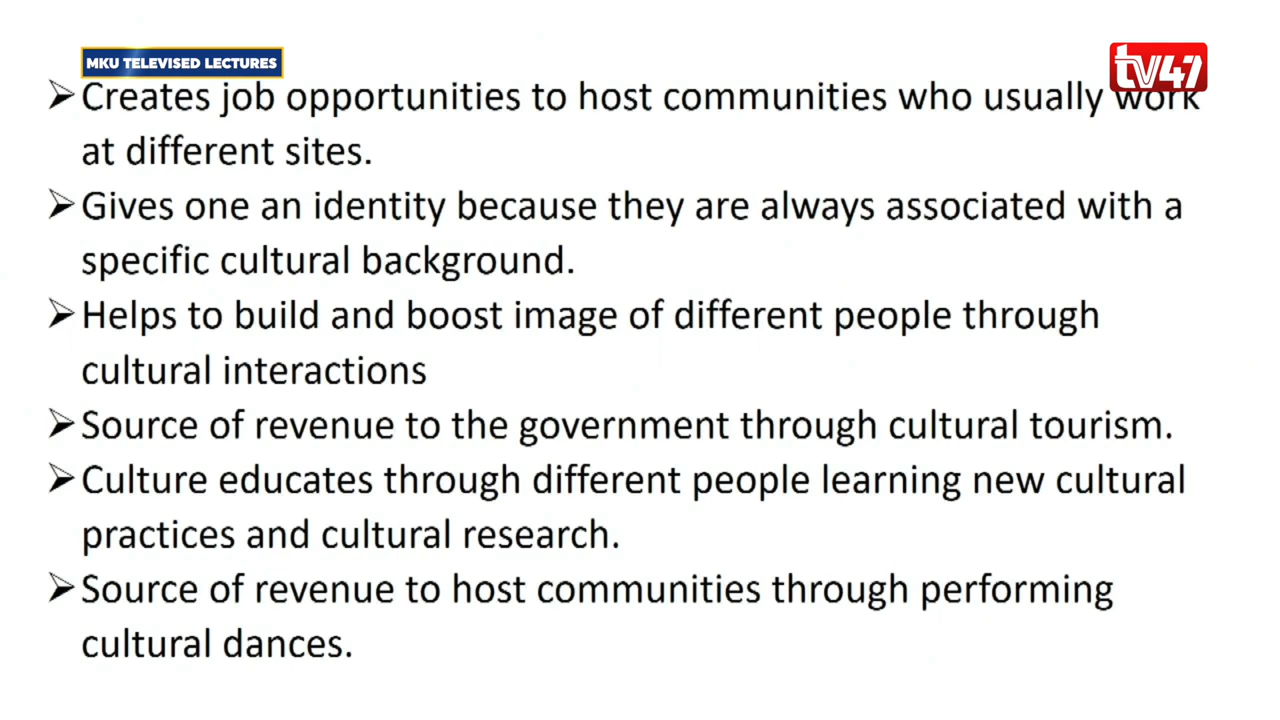 MKU TELEVISED LECTURES
tv47
➢Creates job opportunities to host communities who usually work
at different sites.
➢Gives one an identity because they are always associated with a
specific cultural background.
➢Helps to build and boost image of different people through
cultural interactions
➢Source of revenue to the government through cultural tourism.
➢Culture educates through different people learning new cultural
practices and cultural research.
➢Source of revenue to host communities through performing
cultural dances.